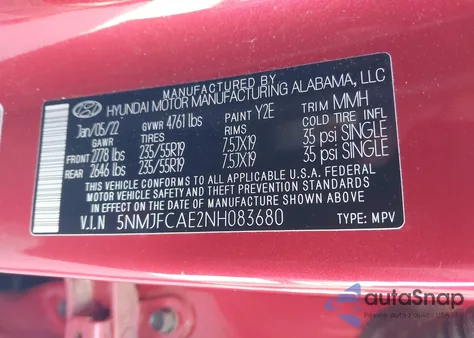 MANUFACTURED BY
HYUNDAI MOTOR MANUFACTURING ALABAMA, LLC
Jan/05/22 GVWR 4761 lbs PAINT Y2E TRIM MMH
GAWR TIRES RIMS COLD TIRE INFL
FRONT 2778 lbs 235/55R19 7.5JX19 35 psi SINGLE
REAR 2646 lbs 235/55R19 7.5JX19 35 psi SINGLE
THIS VEHICLE CONFORMS TO ALL APPLICABLE U.S.A. FEDERAL
MOTOR VEHICLE SAFETY AND THEFT PREVENTION STANDARDS
IN EFFECT ON THE DATE OF MANUFACTURE SHOWN ABOVE.
V.I.N 5NMJFCAE2NH083680 TYPE: MPV
autoSnap